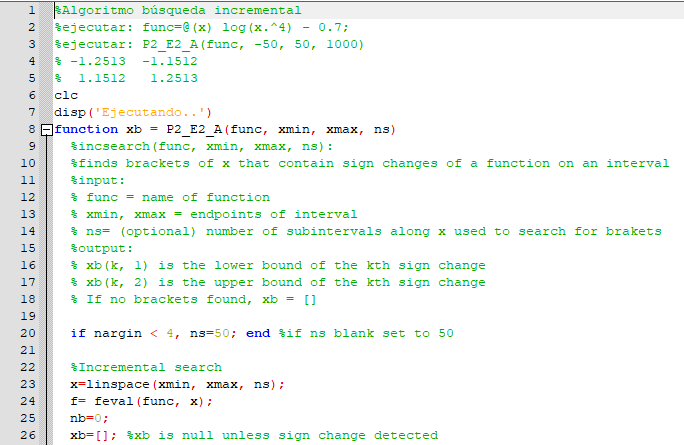 1 %Algoritmo búsqueda incremental
2 %ejecutar: func=@(x) log(x.^4) - 0.7;
3 %ejecutar: P2_E2_A(func, -50, 50, 1000)
4 % -1.2513 -1.1512
5 % 1.1512 1.2513
6 clc
7 disp('Ejecutando..')
8 function xb = P2_E2_A(func, xmin, xmax, ns)
9 %incsearch(func, xmin, xmax, ns):
10 %finds brackets of x that contain sign changes of a function on an interval
11 %input:
12 % func = name of function
13 % xmin, xmax = endpoints of interval
14 % ns= (optional) number of subintervals along x used to search for brakets
15 %output:
16 % xb(k, 1) is the lower bound of the kth sign change
17 % xb(k, 2) is the upper bound of the kth sign change
18 % If no brackets found, xb = []
19
20 if nargin < 4, ns=50; end %if ns blank set to 50
21
22 %Incremental search
23 x=linspace(xmin, xmax, ns);
24 f= feval(func, x);
25 nb=0;
26 xb=[]; %xb is null unless sign change detected